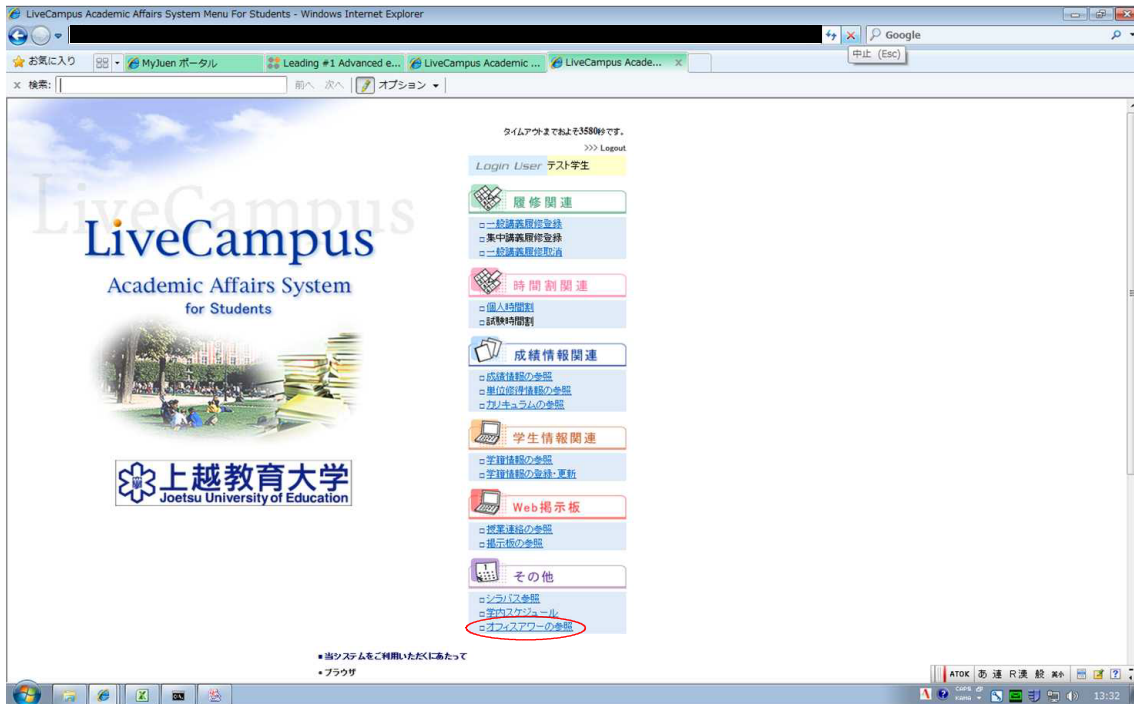 LiveCampus Academic Affairs System Menu For Students - Windows Internet Explorer
Google
お気に入り
MyJuen ポータル
Leading #1 Advanced e...
LiveCampus Academic ...
LiveCampus Acade...
中止 (Esc)
検索:
前へ 次へ
オプション
タイムアウトまでおよそ3580秒です。
>>> Logout
Login User テスト学生
履修関連
一般講義履修登録
集中講義履修登録
一般講義履修取消
時間割関連
個人時間割
試験時間割
成績情報関連
成績情報の参照
単位修得情報の参照
カリキュラムの参照
学生情報関連
学籍情報の参照
学籍情報の登録・更新
Web掲示板
授業連絡の参照
掲示板の参照
その他
シラバス参照
学内スケジュール
オフィスアワーの参照
LiveCampus
LiveCampus
Academic Affairs System
for Students
上越教育大学
Joetsu University of Education
■当システムをご利用いただくにあたって
• ブラウザ
ATOK あ 連 R漢 般
CAPS
KANA
13:32